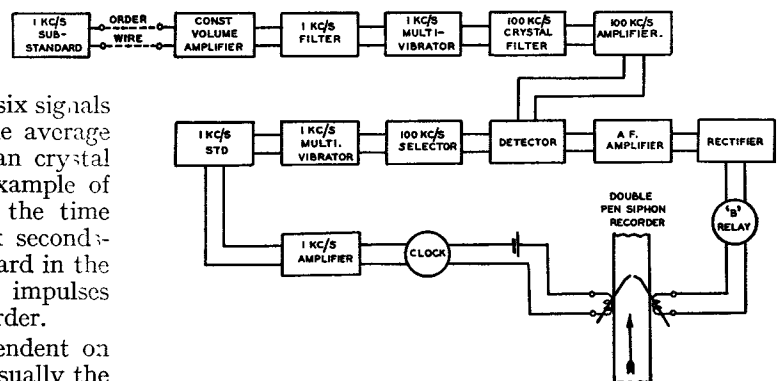 1 KC/S
SUB-
STANDARD
ORDER
WIRE
CONST
VOLUME
AMPLIFIER
1 KC/S
FILTER
1 KC/S
MULTI-
VIBRATOR
100 KC/S
CRYSTAL
FILTER
100 KC/S
AMPLIFIER.
1 KC/S
STD
1 KC/S
MULTI.
VIBRATOR
100 KC/S
SELECTOR
DETECTOR
A F.
AMPLIFIER
RECTIFIER
DOUBLE
PEN SIPHON
RECORDER
'B'
RELAY
1 KC/S
AMPLIFIER
CLOCK
six signals
average
an crystal
xample of
the time
seconds-
ard in the
impulses
rder.
endent on
sually the